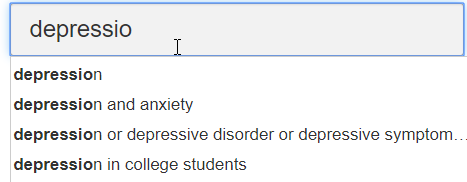 depressio
depression
depression and anxiety
depression or depressive disorder or depressive symptom...
depression in college students